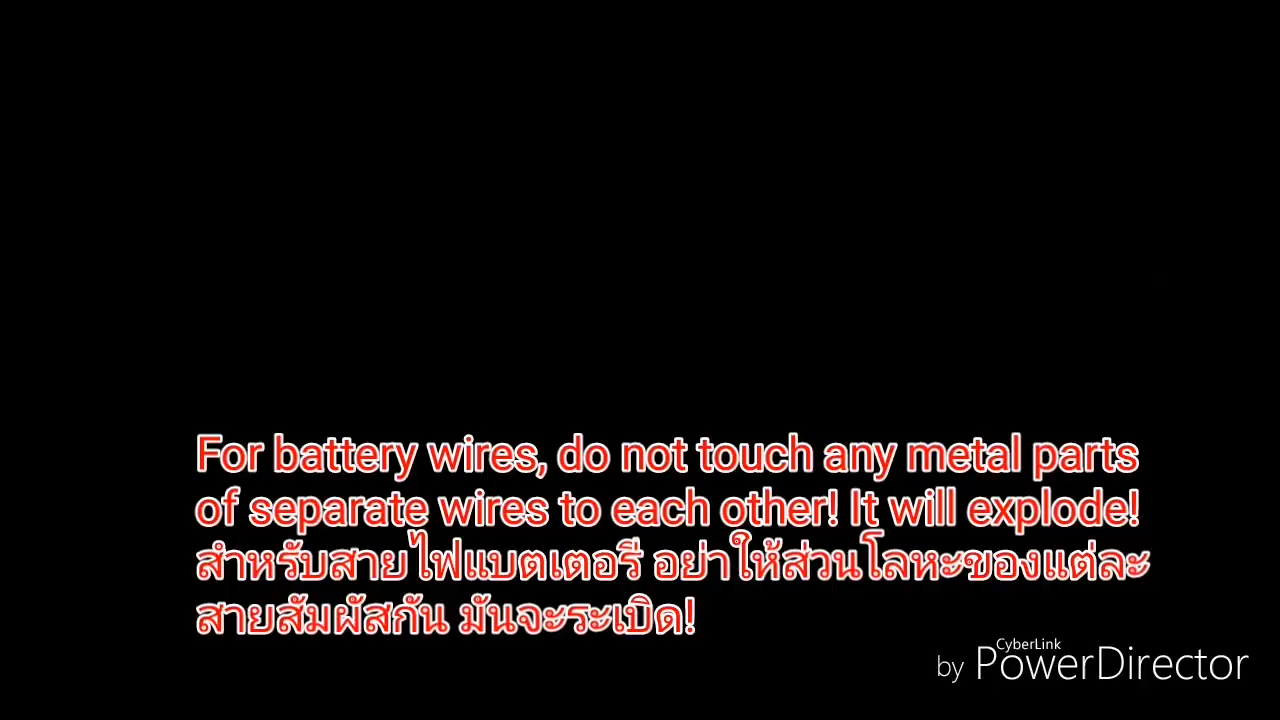 For battery wires, do not touch any metal parts
of separate wires to each other! It will explode!
สำหรับสายไฟแบตเตอรี่ อย่าให้ส่วนโลหะของแต่ละ
สายสัมผัสกัน มันจะระเบิด!
CyberLink
by PowerDirector